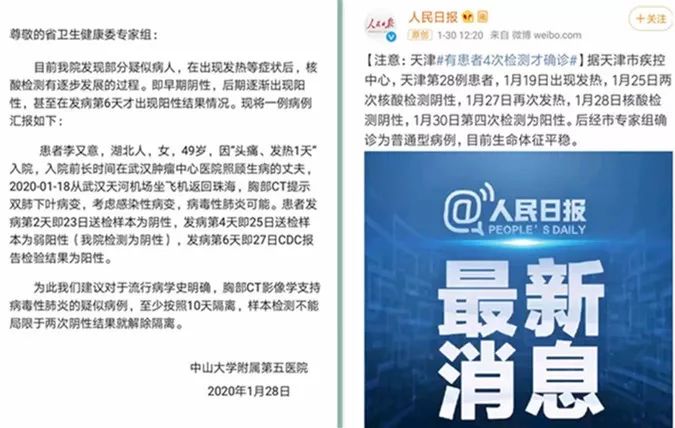 尊敬的省卫生健康委专家组：
目前我院发现部分疑似病人，在出现发热等症状后，核
酸检测有逐步发展的过程。即早期阴性，后期逐渐出现阳
性，甚至在发病第6天才出现阳性结果情况。现将一例病例
汇报如下：
患者李又意，湖北人，女，49岁，因“头痛、发热1天”
入院，入院前长时间在武汉肿瘤中心医院照顾生病的丈夫，
2020-01-18从武汉天河机场坐飞机返回珠海，胸部CT提示
双肺下叶病变，考虑感染性病变，病毒性肺炎可能。患者发
病第2天即23日送检样本为阴性，发病第4天即25日送检样
本为弱阳性（我院检测为阴性），发病第6天即27日CDC报
告检验结果为阳性。
为此我们建议对于流行病学史明确，胸部CT影像学支持
病毒性肺炎的疑似病例，至少按照10天隔离，样本检测不能
局限于两次阴性结果就解除隔离。
中山大学附属第五医院
2020年1月28日
人民日报
人民日报
+关注
原创 1-30 12:20 来自 微博 weibo.com
【注意：天津#有患者4次检测才确诊#】据天津市疾控
中心，天津第28例患者，1月19日出现发热，1月25日两
次核酸检测阴性，1月27日再次发热，1月28日核酸检
测阴性，1月30日第四次检测为阳性。后经市专家组确
诊为普通型病例，目前生命体征平稳。
@人民日报
PEOPLE'S DAILY
最新
消息